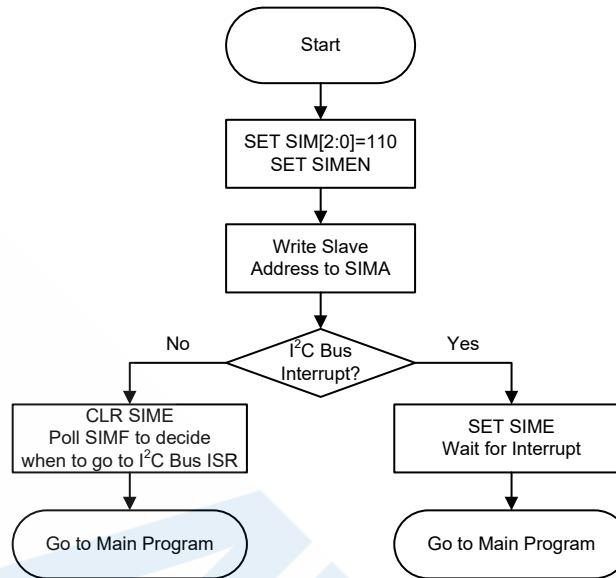 Start
SET SIM[2:0]=110
SET SIMEN
Write Slave
Address to SIMA
I²C Bus
Interrupt?
No
Yes
CLR SIME
Poll SIMF to decide
when to go to I²C Bus ISR
SET SIME
Wait for Interrupt
Go to Main Program
Go to Main Program